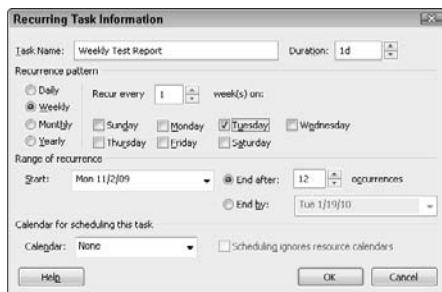 Recurring Task Information
Task Name: Weekly Test Report Duration: 1d
Recurrence pattern
Daily Recur every 1 week(s) on:
Weekly
Monthly Sunday Monday Tuesday Wednesday
Yearly Thursday Friday Saturday
Range of recurrence
Start: Mon 11/2/09 End after: 12 occurrences
End by: Tue 1/19/10
Calendar for scheduling this task
Calendar: None Scheduling ignores resource calendars
Help OK Cancel